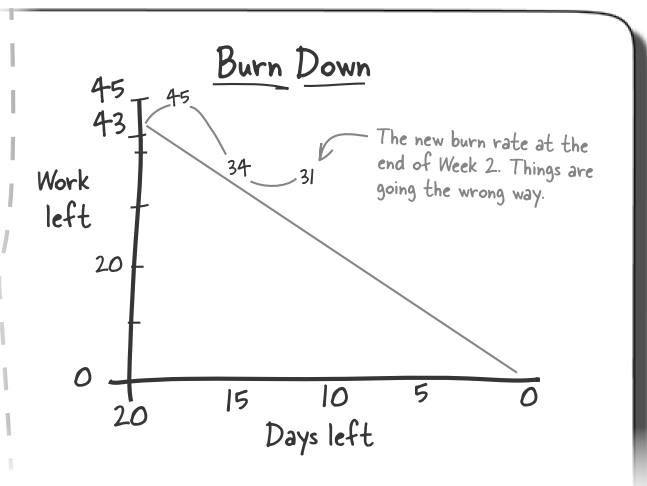 Burn Down
45
45
43
The new burn rate at the
end of Week 2. Things are
going the wrong way.
34
31
Work
left
20
0
20
15
10
5
0
Days left